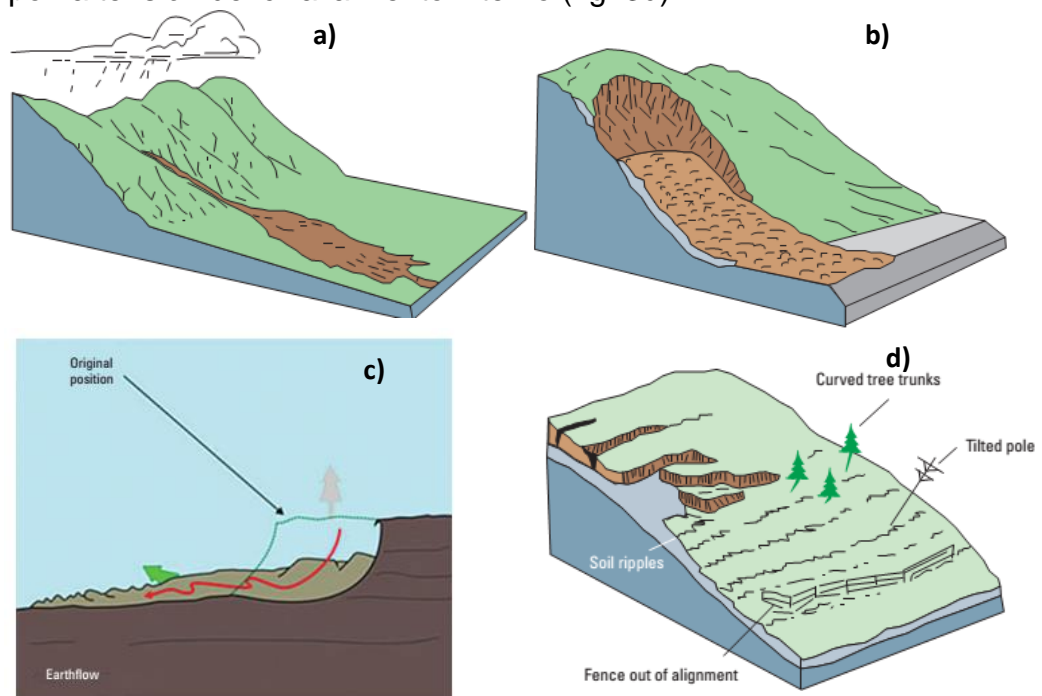 a)
b)
Original
position
c)
Earthflow
d)
Curved tree trunks
Tilted pole
Soil ripples
Fence out of alignment